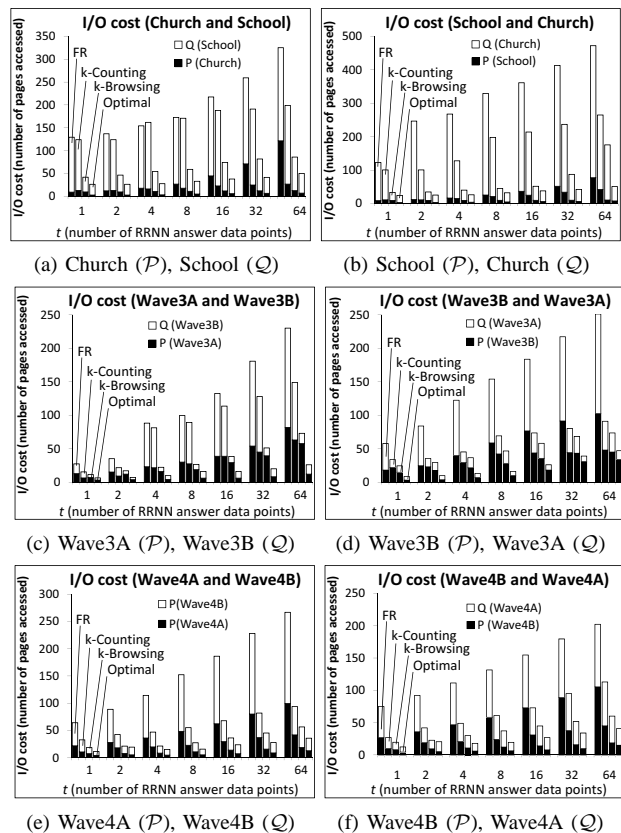 I/O cost (Church and School)
I/O cost (number of pages accessed)
350
300
250
200
150
100
50
0
FR
k-Counting
k-Browsing
Optimal
Q (School)
P (Church)
1 2 4 8 16 32 64
t (number of RRNN answer data points)
(a) Church (P), School (Q)
I/O cost (School and Church)
I/O cost (number of pages accessed)
500
400
300
200
100
0
FR
k-Counting
k-Browsing
Optimal
Q (Church)
P (School)
1 2 4 8 16 32 64
t (number of RRNN answer data points)
(b) School (P), Church (Q)
I/O cost (Wave3A and Wave3B)
I/O cost (number of pages accessed)
250
200
150
100
50
0
FR
k-Counting
k-Browsing
Optimal
Q (Wave3B)
P (Wave3A)
1 2 4 8 16 32 64
t (number of RRNN answer data points)
(c) Wave3A (P), Wave3B (Q)
I/O cost (Wave3B and Wave3A)
I/O cost (number of pages accessed)
250
200
150
100
50
0
FR
k-Counting
k-Browsing
Optimal
Q (Wave3A)
P (Wave3B)
1 2 4 8 16 32 64
t (number of RRNN answer data points)
(d) Wave3B (P), Wave3A (Q)
I/O cost (Wave4A and Wave4B)
I/O cost (number of pages accessed)
300
250
200
150
100
50
0
FR
k-Counting
k-Browsing
Optimal
P(Wave4B)
P(Wave4A)
1 2 4 8 16 32 64
t (number of RRNN answer data points)
(e) Wave4A (P), Wave4B (Q)
I/O cost (Wave4B and Wave4A)
I/O cost (number of pages accessed)
250
200
150
100
50
0
FR
k-Counting
k-Browsing
Optimal
Q (Wave4A)
P (Wave4B)
1 2 4 8 16 32 64
t (number of RRNN answer data points)
(f) Wave4B (P), Wave4A (Q)